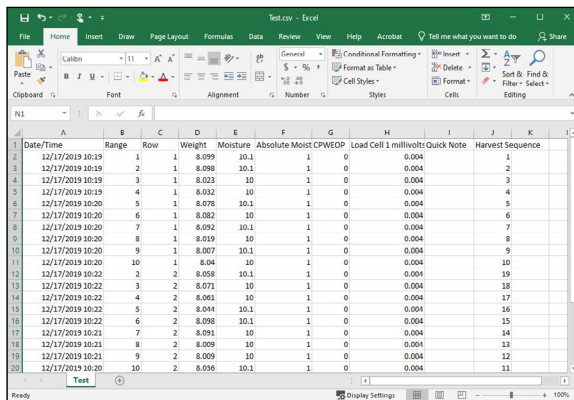 Test.csv - Excel
File Home Insert Draw Page Layout Formulas Data Review View Help Acrobat Tell me what you want to do Share
Calibri 11 A A General Conditional Formatting Insert
Paste Format as Table Delete Sort & Find &
B I U A $ % , Cell Styles Format Filter Select
Clipboard Font Alignment Number Styles Cells Editing
N1 fx
A B C D E F G H I J K
1 Date/Time Range Row Weight Moisture Absolute Moist CPWEOP Load Cell 1 millivolts Quick Note Harvest Sequence
2 12/17/2019 10:19 1 1 8.099 10.1 1 0 0.004 1
3 12/17/2019 10:19 2 1 8.098 10.1 1 0 0.004 2
4 12/17/2019 10:19 3 1 8.023 10 1 0 0.004 3
5 12/17/2019 10:19 4 1 8.032 10 1 0 0.004 4
6 12/17/2019 10:20 5 1 8.078 10.1 1 0 0.004 5
7 12/17/2019 10:20 6 1 8.082 10 1 0 0.004 6
8 12/17/2019 10:20 7 1 8.092 10.1 1 0 0.004 7
9 12/17/2019 10:20 8 1 8.019 10 1 0 0.004 8
10 12/17/2019 10:20 9 1 8.007 10.1 1 0 0.004 9
11 12/17/2019 10:20 10 1 8.04 10 1 0 0.004 10
12 12/17/2019 10:22 2 2 8.058 10.1 1 0 0.004 19
13 12/17/2019 10:22 3 2 8.071 10 1 0 0.004 18
14 12/17/2019 10:22 4 2 8.061 10 1 0 0.004 17
15 12/17/2019 10:22 5 2 8.044 10.1 1 0 0.004 16
16 12/17/2019 10:22 6 2 8.098 10.1 1 0 0.004 15
17 12/17/2019 10:21 7 2 8.091 10 1 0 0.004 14
18 12/17/2019 10:21 8 2 8.009 10 1 0 0.004 13
19 12/17/2019 10:21 9 2 8.009 10 1 0 0.004 12
20 12/17/2019 10:20 10 2 8.036 10.1 1 0 0.004 11
Test
Ready Display Settings 100%